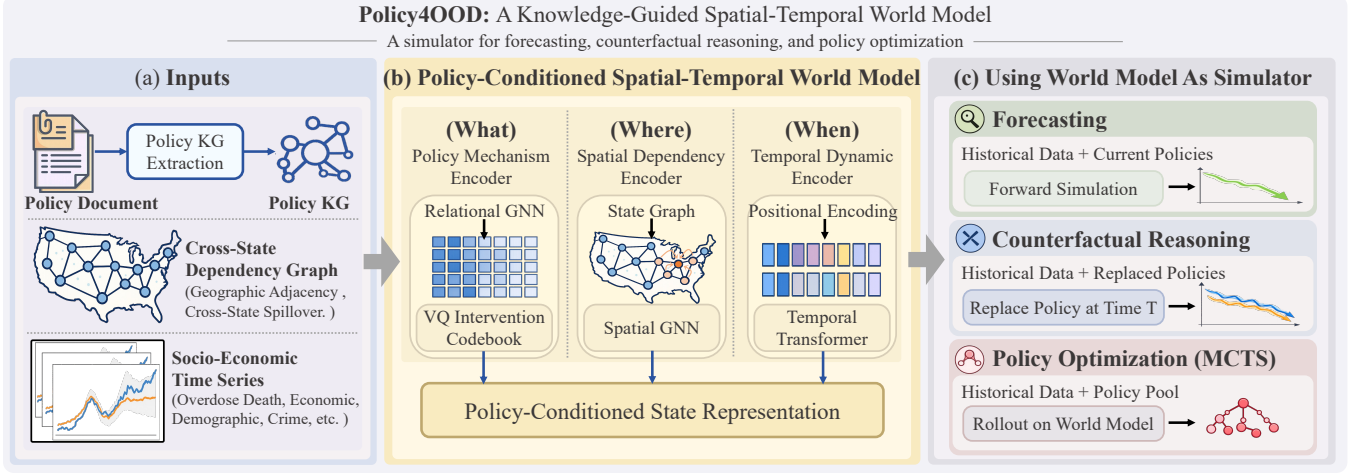 Policy4OOD: A Knowledge-Guided Spatial-Temporal World Model
A simulator for forecasting, counterfactual reasoning, and policy optimization
(a) Inputs
Policy KG
Extraction
Policy Document
Policy KG
Cross-State
Dependency Graph
(Geographic Adjacency ,
Cross-State Spillover. )
Socio-Economic
Time Series
(Overdose Death, Economic,
Demographic, Crime, etc. )
(b) Policy-Conditioned Spatial-Temporal World Model
(What)
Policy Mechanism
Encoder
Relational GNN
VQ Intervention
Codebook
(Where)
Spatial Dependency
Encoder
State Graph
Spatial GNN
(When)
Temporal Dynamic
Encoder
Positional Encoding
Temporal
Transformer
Policy-Conditioned State Representation
(c) Using World Model As Simulator
Forecasting
Historical Data + Current Policies
Forward Simulation
Counterfactual Reasoning
Historical Data + Replaced Policies
Replace Policy at Time T
Policy Optimization (MCTS)
Historical Data + Policy Pool
Rollout on World Model